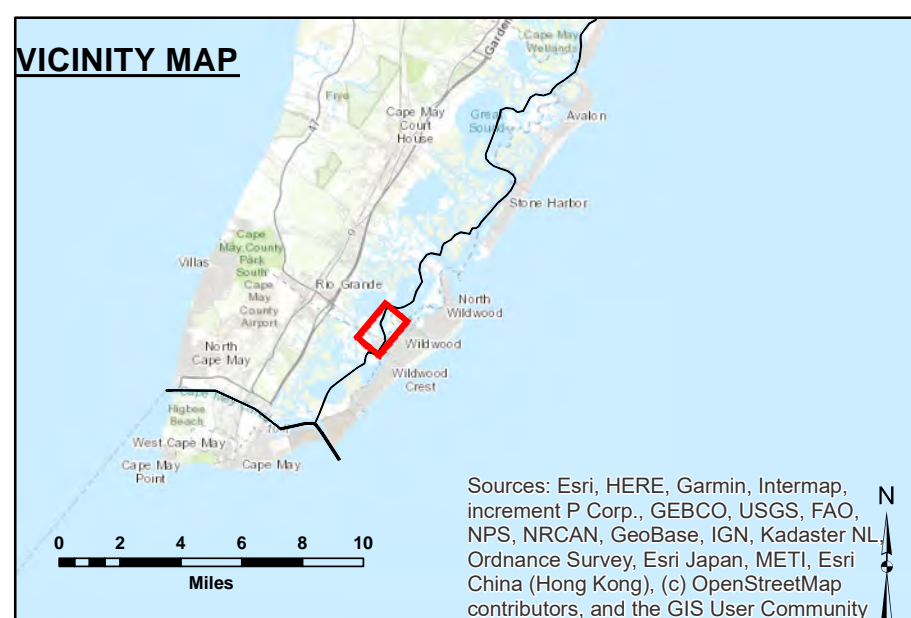 VICINITY MAP
Cape May
Wetlands
Garden
Frye
47
Cape May
Court
House
Great
Sound
Avalon
Stone Harbor
9
Cape
May County
Park
South
Villas
Cape
May
County
Airport
Rio Grande
North
Wildwood
Wildwood
North
Cape May
Wildwood
Crest
Cape May
Higbee
Beach
West Cape May
Cape May
Point
Cape May
0 2 4 6 8 10
Miles
Sources: Esri, HERE, Garmin, Intermap,
increment P Corp., GEBCO, USGS, FAO,
NPS, NRCAN, GeoBase, IGN, Kadaster NL,
Ordnance Survey, Esri Japan, METI, Esri
China (Hong Kong), (c) OpenStreetMap
contributors, and the GIS User Community
N